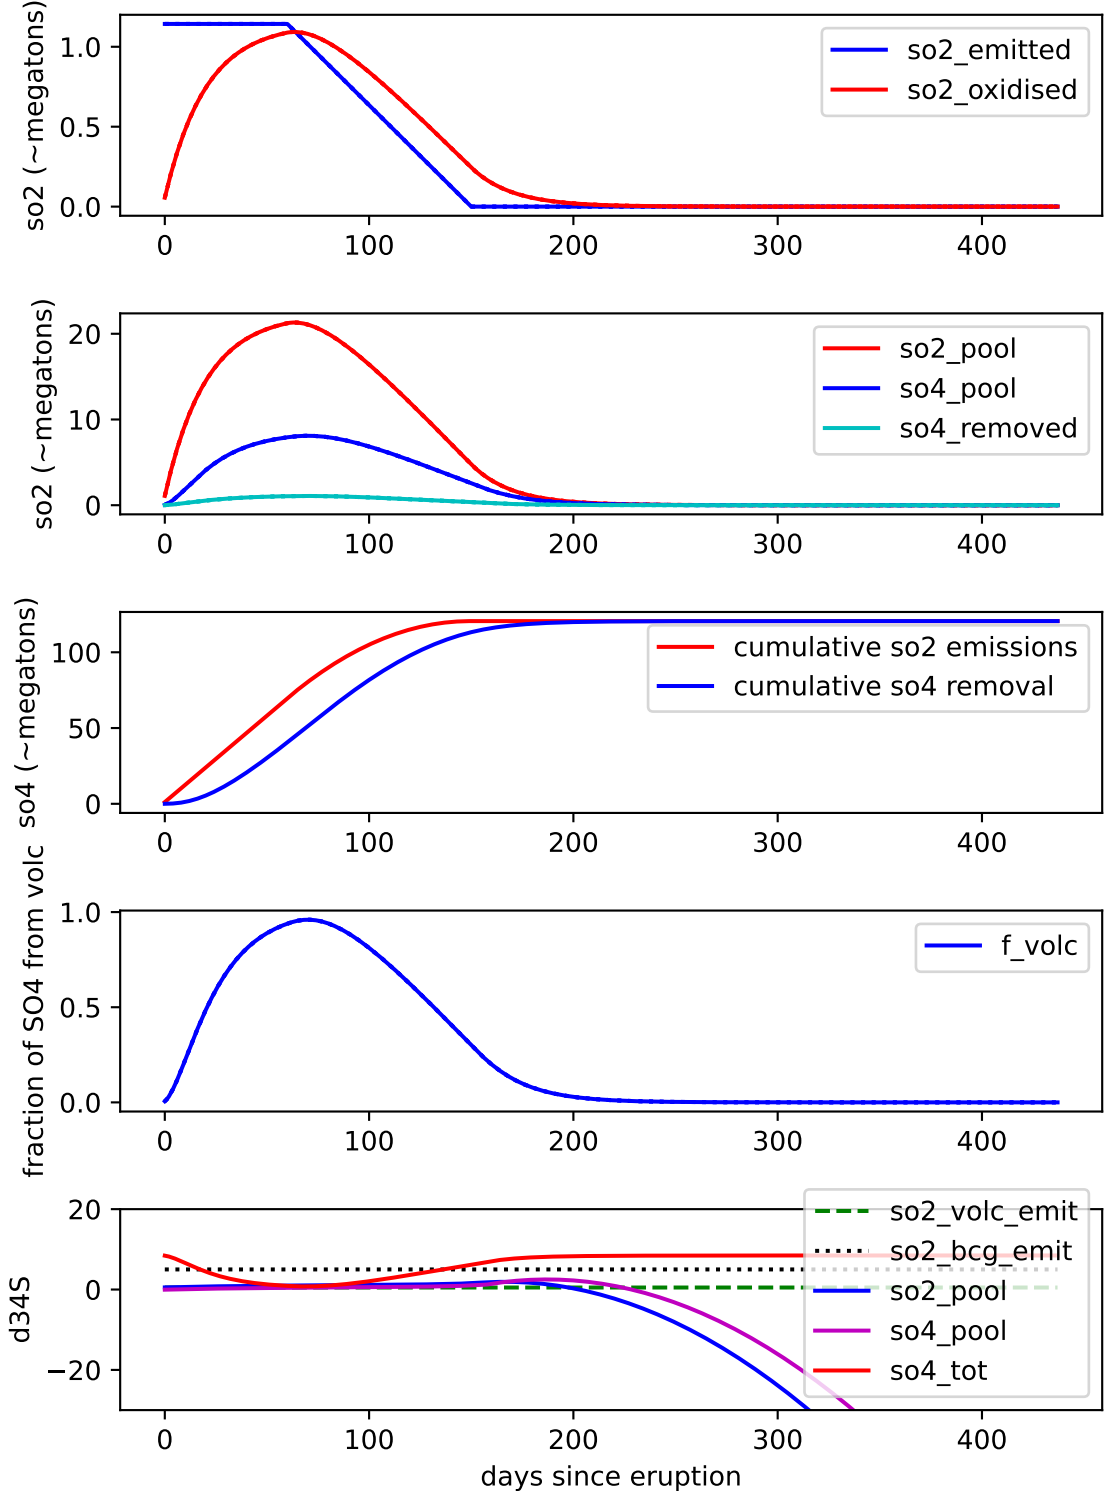 so2 (~megatons)
1.0
0.5
0.0
so2_emitted
so2_oxidised
0 100 200 300 400
so2 (~megatons)
20
10
0
so2_pool
so4_pool
so4_removed
0 100 200 300 400
so4 (~megatons)
100
50
0
cumulative so2 emissions
cumulative so4 removal
0 100 200 300 400
fraction of SO4 from volc
1.0
0.5
0.0
f_volc
0 100 200 300 400
d34S
20
0
−20
so2_volc_emit
so2_bcg_emit
so2_pool
so4_pool
so4_tot
0 100 200 300 400
days since eruption